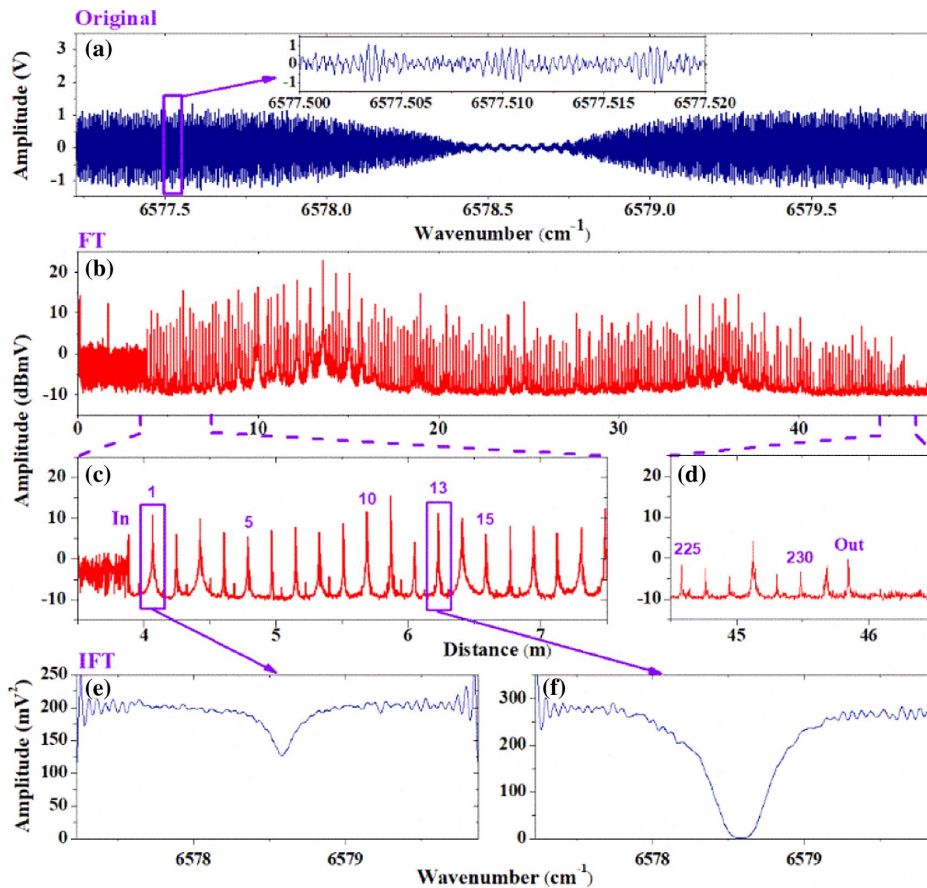 Original
(a)
3
2
1
0
-1
Amplitude (V)
1
0
-1
6577.500 6577.505 6577.510 6577.515 6577.520
6577.5 6578.0 6578.5 6579.0 6579.5
Wavenumber (cm-1)
FT
(b)
20
10
0
-10
0 10 20 30 40
Amplitude (dBmV)
(c)
20
10
0
-10
In
1
5
10
13
15
4 5 6 7
Distance (m)
(d)
20
10
0
-10
225
230
Out
45 46
IFT
(e)
250
200
150
100
50
0
Amplitude (mV2)
6578 6579
(f)
300
200
100
0
6578 6579
Wavenumber (cm-1)